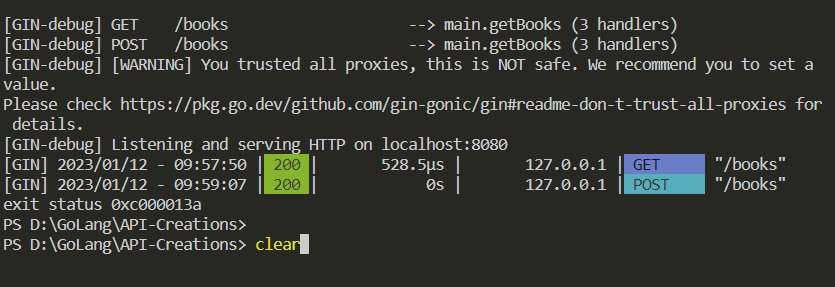 [GIN-debug] GET    /books                    --> main.getBooks (3 handlers)
[GIN-debug] POST   /books                    --> main.getBooks (3 handlers)
[GIN-debug] [WARNING] You trusted all proxies, this is NOT safe. We recommend you to set a
value.
Please check https://pkg.go.dev/github.com/gin-gonic/gin#readme-don-t-trust-all-proxies for
 details.
[GIN-debug] Listening and serving HTTP on localhost:8080
[GIN] 2023/01/12 - 09:57:50 | 200 |       528.5µs |       127.0.0.1 | GET      "/books"
[GIN] 2023/01/12 - 09:59:07 | 200 |            0s |       127.0.0.1 | POST     "/books"
exit status 0xc000013a
PS D:\GoLang\API-Creations>
PS D:\GoLang\API-Creations> clear